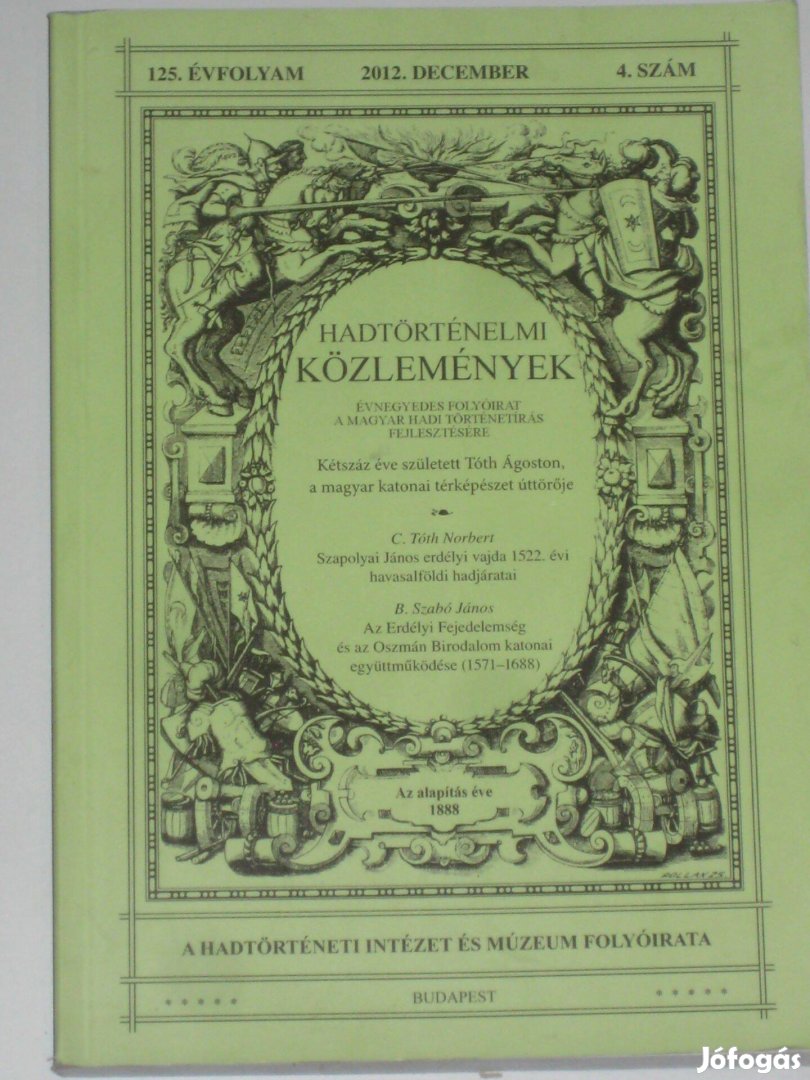 125. ÉVFOLYAM 2012. DECEMBER 4. SZÁM
HADTÖRTÉNELMI
KÖZLEMÉNYEK
ÉVNEGYEDES FOLYÓIRAT
A MAGYAR HADI TÖRTÉNETÍRÁS
FEJLESZTÉSÉRE
Kétszáz éve született Tóth Ágoston,
a magyar katonai térképészet úttörője
C. Tóth Norbert
Szapolyai János erdélyi vajda 1522. évi
havasalföldi hadjáratai
B. Szabó János
Az Erdélyi Fejedelemség
és az Oszmán Birodalom katonai
együttműködése (1571–1688)
Az alapítás éve
1888
A HADTÖRTÉNETI INTÉZET ÉS MÚZEUM FOLYÓIRATA
* * * * * BUDAPEST * * * * *
Jófogás